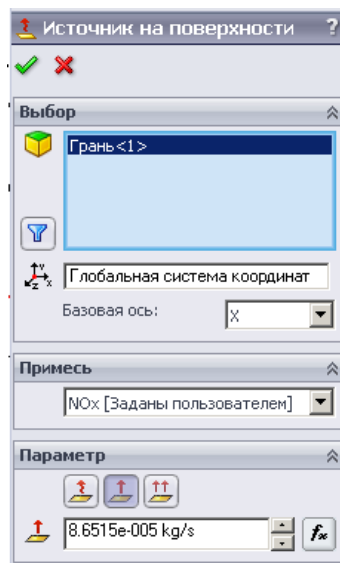 Источник на поверхности ?
Выбор
Грань<1>
Y
X
Z
Глобальная система координат
Базовая ось: X
Примесь
NOx [Заданы пользователем]
Параметр
8.6515e-005 kg/s
fx